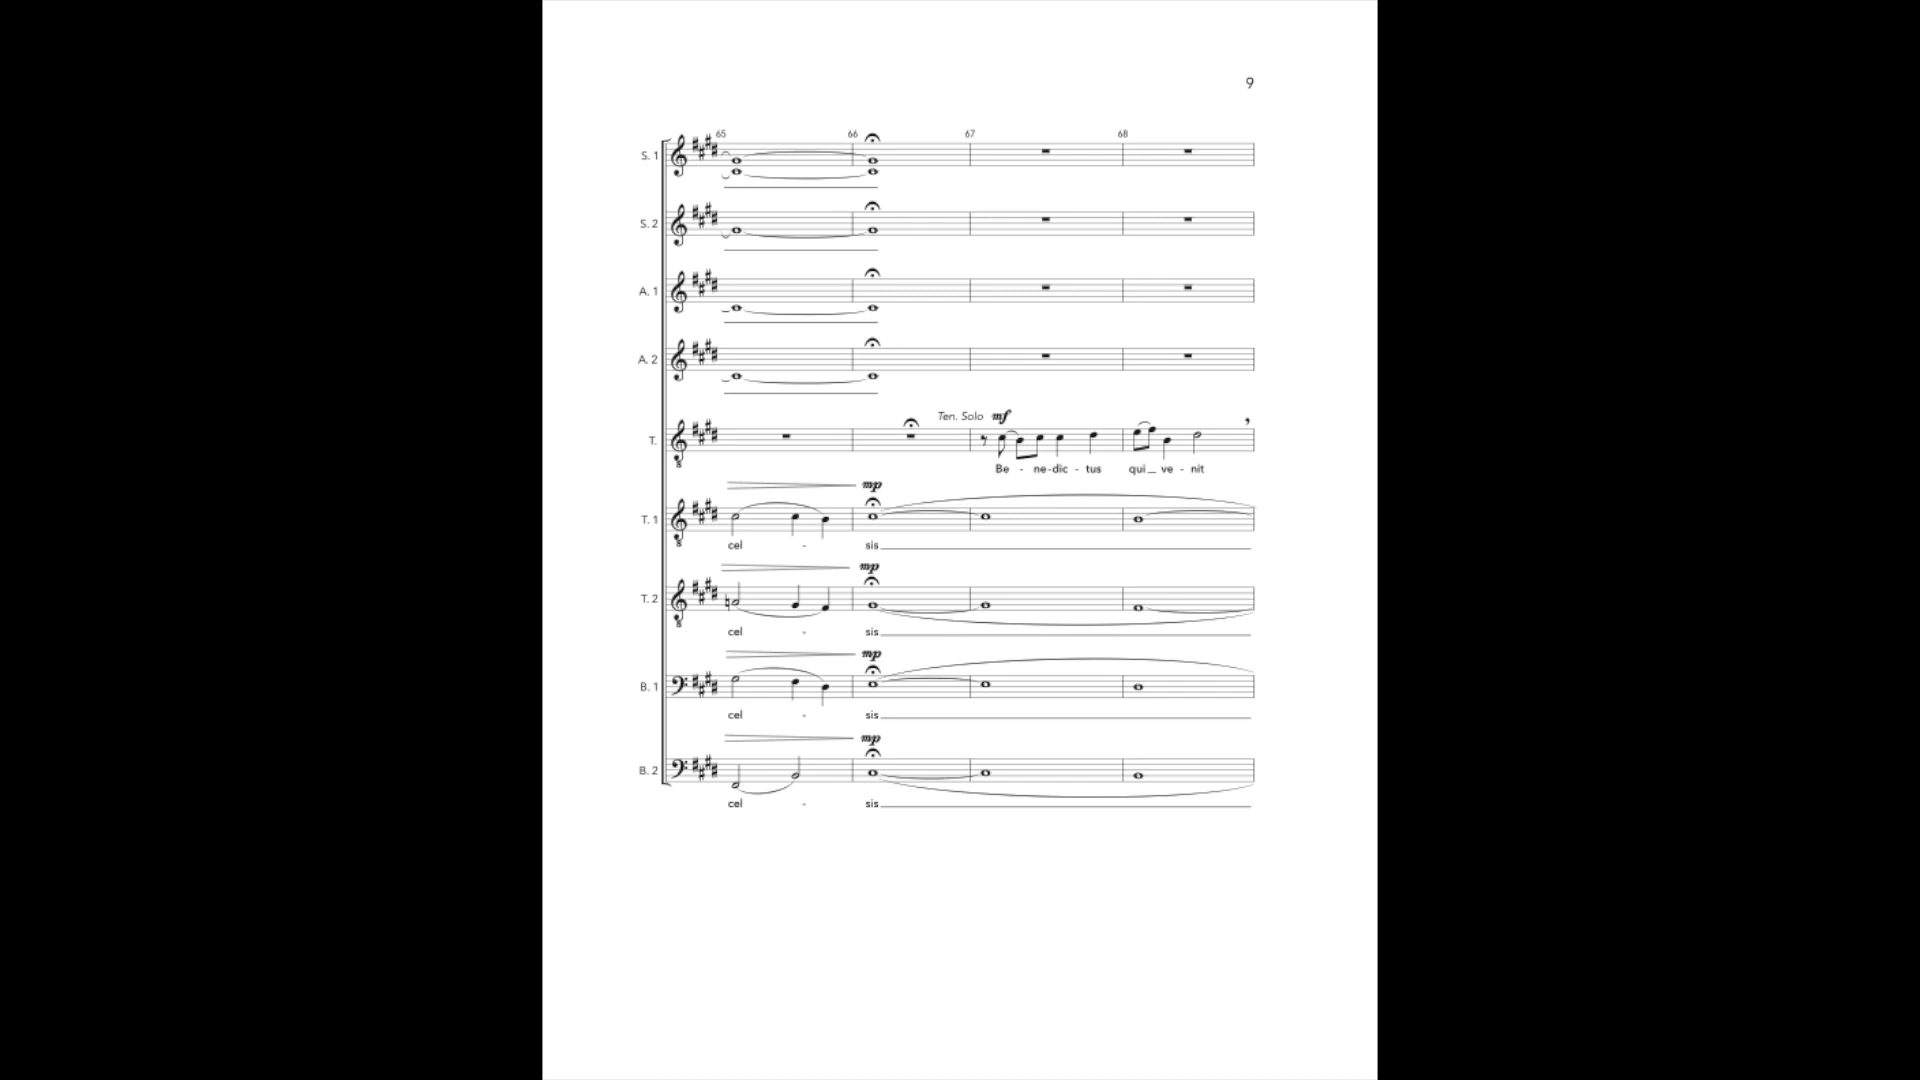 9
65 66 67 68
S. 1
S. 2
A. 1
A. 2
Ten. Solo mf
T.
Be - ne-dic - tus qui_ ve - nit
mp
T. 1
cel - sis
mp
T. 2
cel - sis
mp
B. 1
cel - sis
mp
B. 2
cel - sis